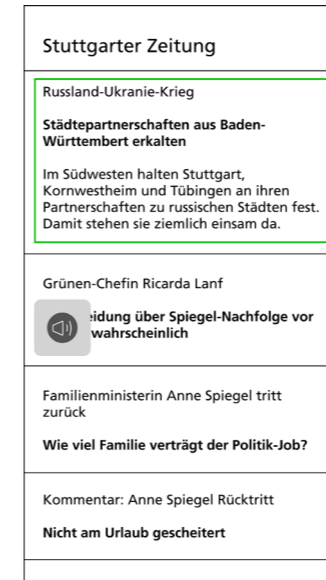 Stuttgarter Zeitung
Russland-Ukranie-Krieg
Städtepartnerschaften aus Baden-
Württembert erkalten
Im Südwesten halten Stuttgart,
Kornwestheim und Tübingen an ihren
Partnerschaften zu russischen Städten fest.
Damit stehen sie ziemlich einsam da.
Grünen-Chefin Ricarda Lanf
über Spiegel-Nachfolge vor
wahrscheinlich
Familienministerin Anne Spiegel tritt
zurück
Wie viel Familie verträgt der Politik-Job?
Kommentar: Anne Spiegel Rücktritt
Nicht am Urlaub gescheitert